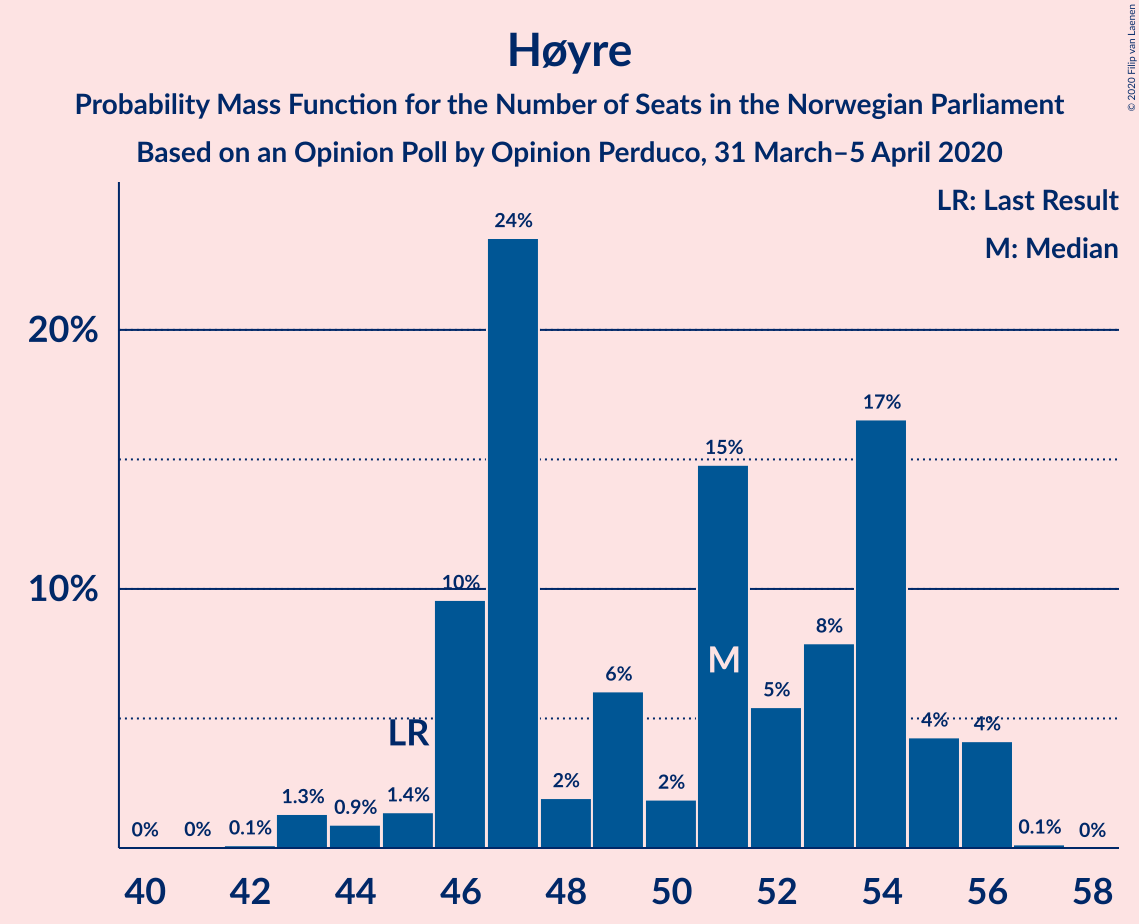 Høyre
Probability Mass Function for the Number of Seats in the Norwegian Parliament
Based on an Opinion Poll by Opinion Perduco, 31 March–5 April 2020
© 2020 Filip van Laenen
LR: Last Result
M: Median
20%
10%
0%
0%
0.1%
1.3%
0.9%
1.4%
LR
10%
24%
2%
6%
2%
15%
M
5%
8%
17%
4%
4%
0.1%
0%
40 42 44 46 48 50 52 54 56 58